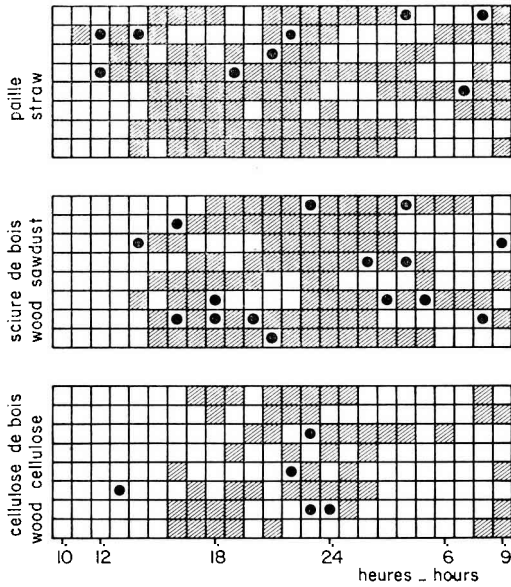 paille
straw
sciure de bois
wood sawdust
cellulose de bois
wood cellulose
10 12 18 24 6 9
heures _ hours